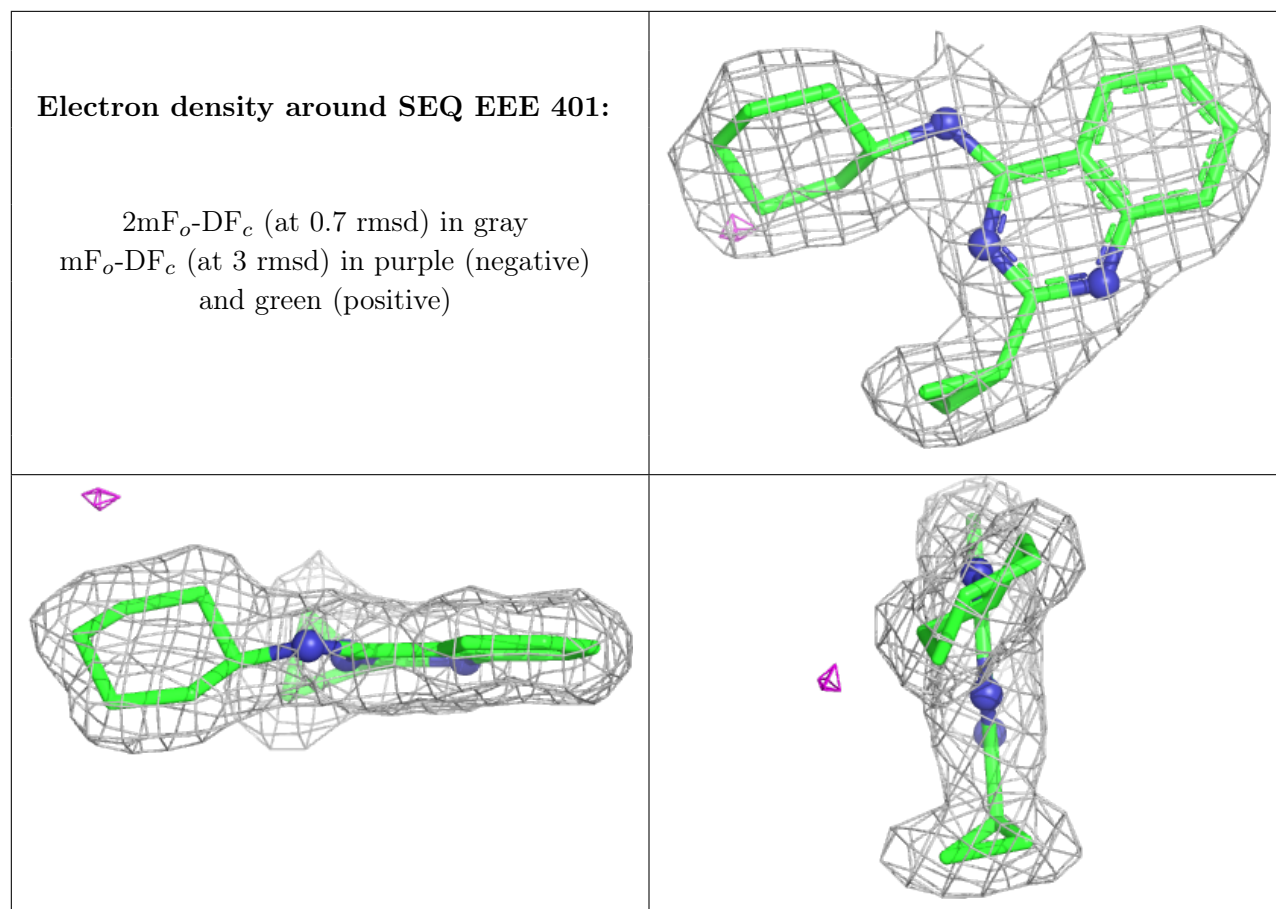 Electron density around SEQ EEE 401:
2mFo-DFc (at 0.7 rmsd) in gray
mFo-DFc (at 3 rmsd) in purple (negative)
and green (positive)